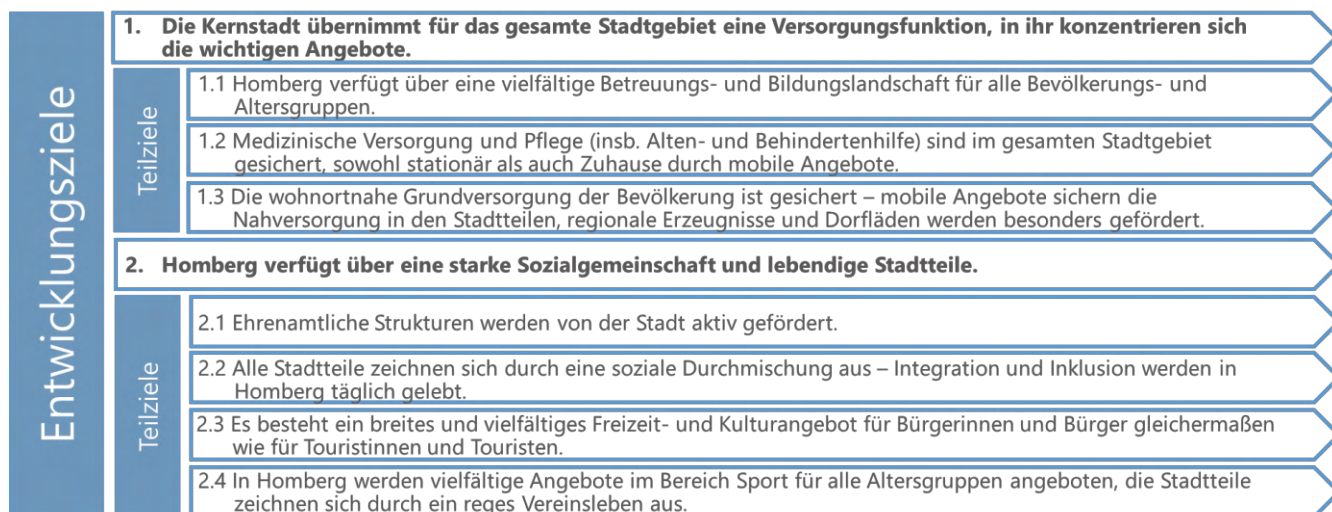 Entwicklungsziele
1. Die Kernstadt übernimmt für das gesamte Stadtgebiet eine Versorgungsfunktion, in ihr konzentrieren sich
die wichtigen Angebote.
Teilziele
1.1 Homberg verfügt über eine vielfältige Betreuungs- und Bildungslandschaft für alle Bevölkerungs- und
Altersgruppen.
1.2 Medizinische Versorgung und Pflege (insb. Alten- und Behindertenhilfe) sind im gesamten Stadtgebiet
gesichert, sowohl stationär als auch Zuhause durch mobile Angebote.
1.3 Die wohnortnahe Grundversorgung der Bevölkerung ist gesichert – mobile Angebote sichern die
Nahversorgung in den Stadtteilen, regionale Erzeugnisse und Dorfläden werden besonders gefördert.
2. Homberg verfügt über eine starke Sozialgemeinschaft und lebendige Stadtteile.
Teilziele
2.1 Ehrenamtliche Strukturen werden von der Stadt aktiv gefördert.
2.2 Alle Stadtteile zeichnen sich durch eine soziale Durchmischung aus – Integration und Inklusion werden in
Homberg täglich gelebt.
2.3 Es besteht ein breites und vielfältiges Freizeit- und Kulturangebot für Bürgerinnen und Bürger gleichermaßen
wie für Touristinnen und Touristen.
2.4 In Homberg werden vielfältige Angebote im Bereich Sport für alle Altersgruppen angeboten, die Stadtteile
zeichnen sich durch ein reges Vereinsleben aus.